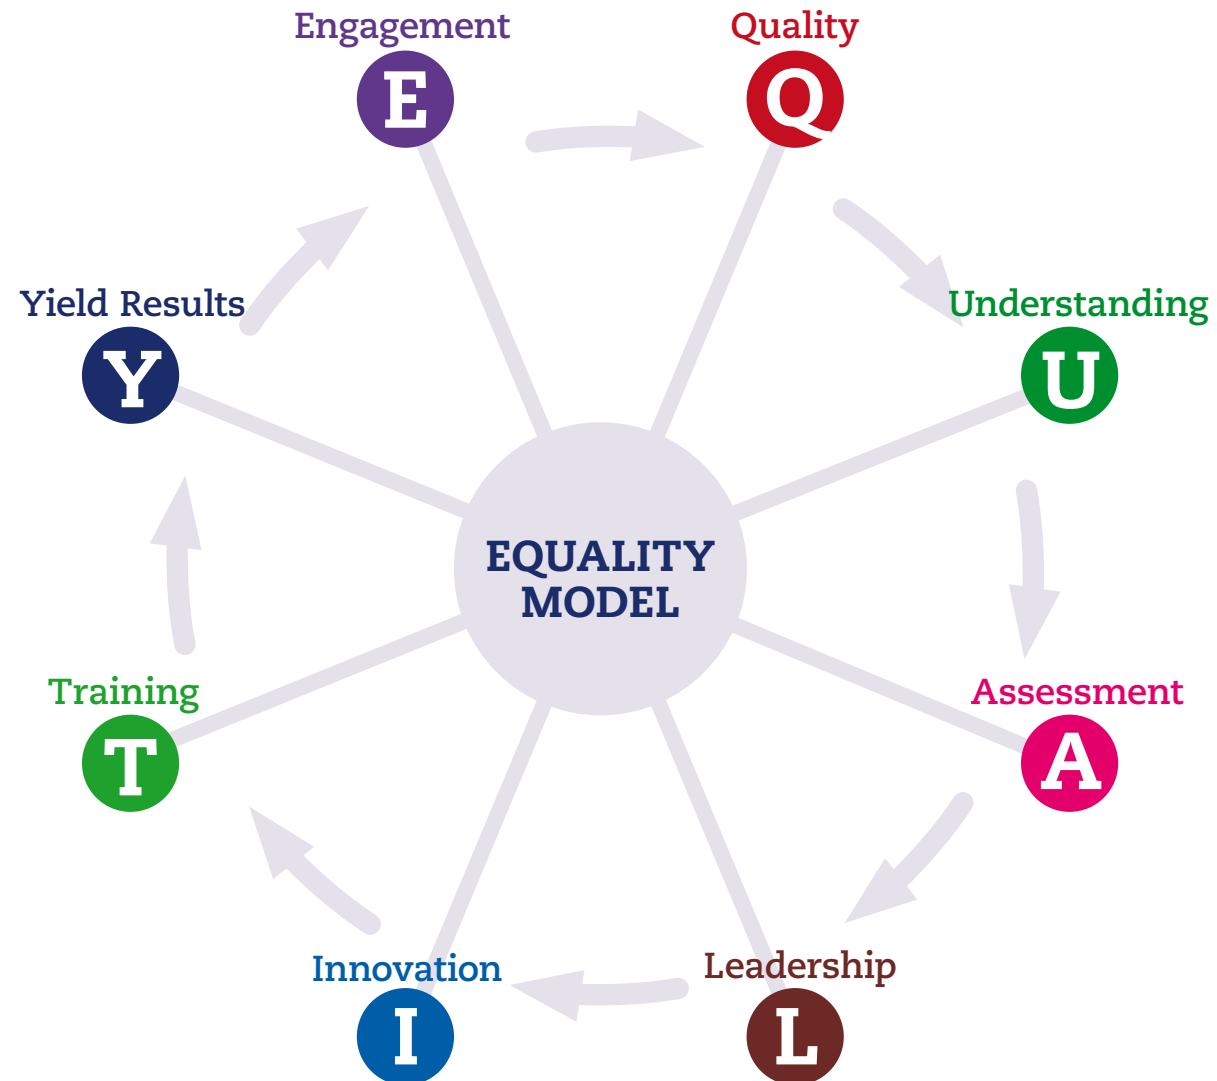 Engagement
E
Quality
Q
Understanding
U
Assessment
A
Leadership
L
Innovation
I
Training
T
Yield Results
Y
EQUALITY
MODEL